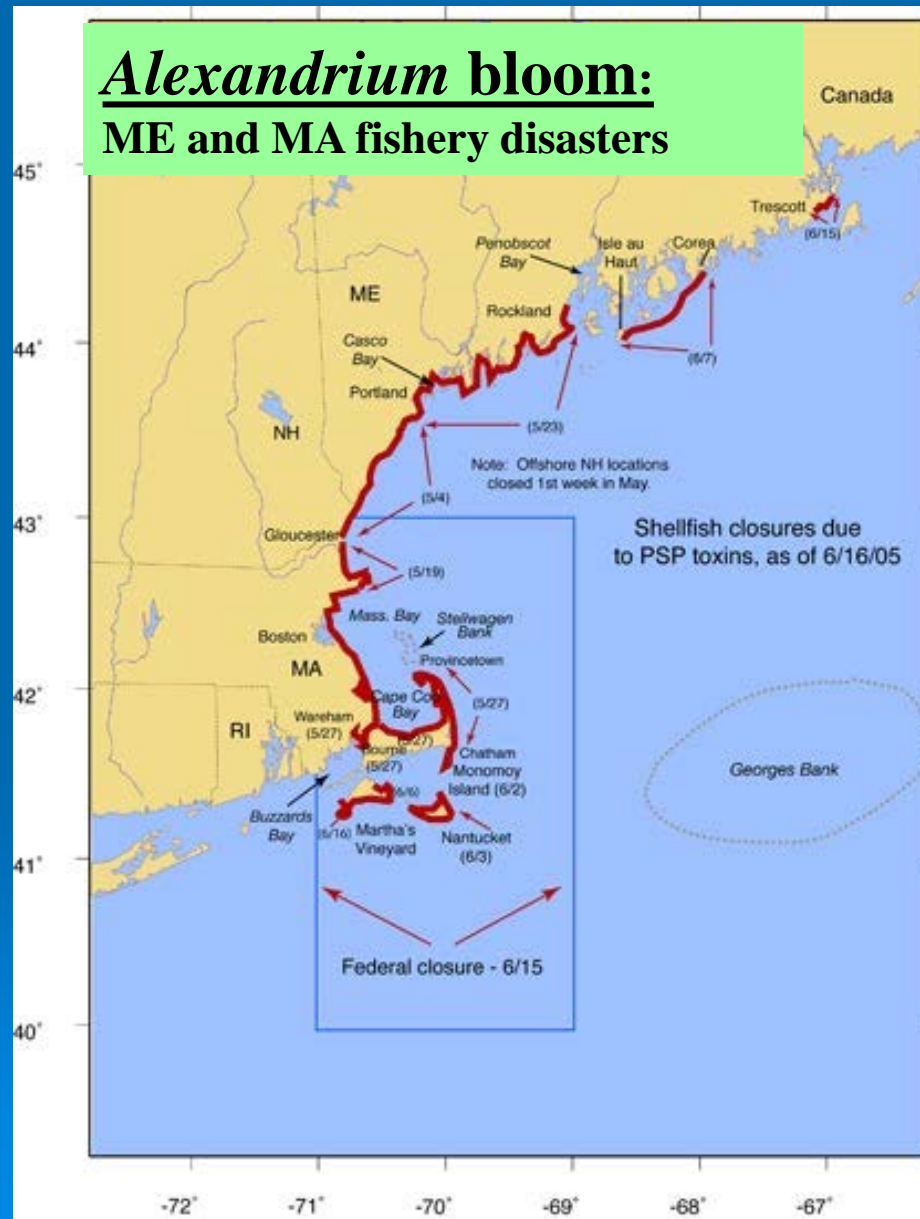 Alexandrium bloom:
ME and MA fishery disasters
Canada
45°
Trescott
(6/15)
Penobscot
Bay
Isle au
Haut
Corea
ME
Rockland
44°
Casco
Bay
(6/7)
Portland
(5/23)
NH
Note: Offshore NH locations
closed 1st week in May.
(5/4)
43°
Gloucester
Shellfish closures due
to PSP toxins, as of 6/16/05
(5/19)
Mass. Bay
Stellwagen
Bank
Boston
Provincetown
MA
42°
Cape Cod
Bay
(5/27)
Wareham
(5/27)
RI
(5/27)
Bourne
(5/27)
Chatham
Monomoy
Island (6/2)
Georges Bank
(6/6)
Buzzards
Bay
(6/16)
Martha's
Vineyard
Nantucket
(6/3)
41°
Federal closure - 6/15
40°
-72°
-71°
-70°
-69°
-68°
-67°